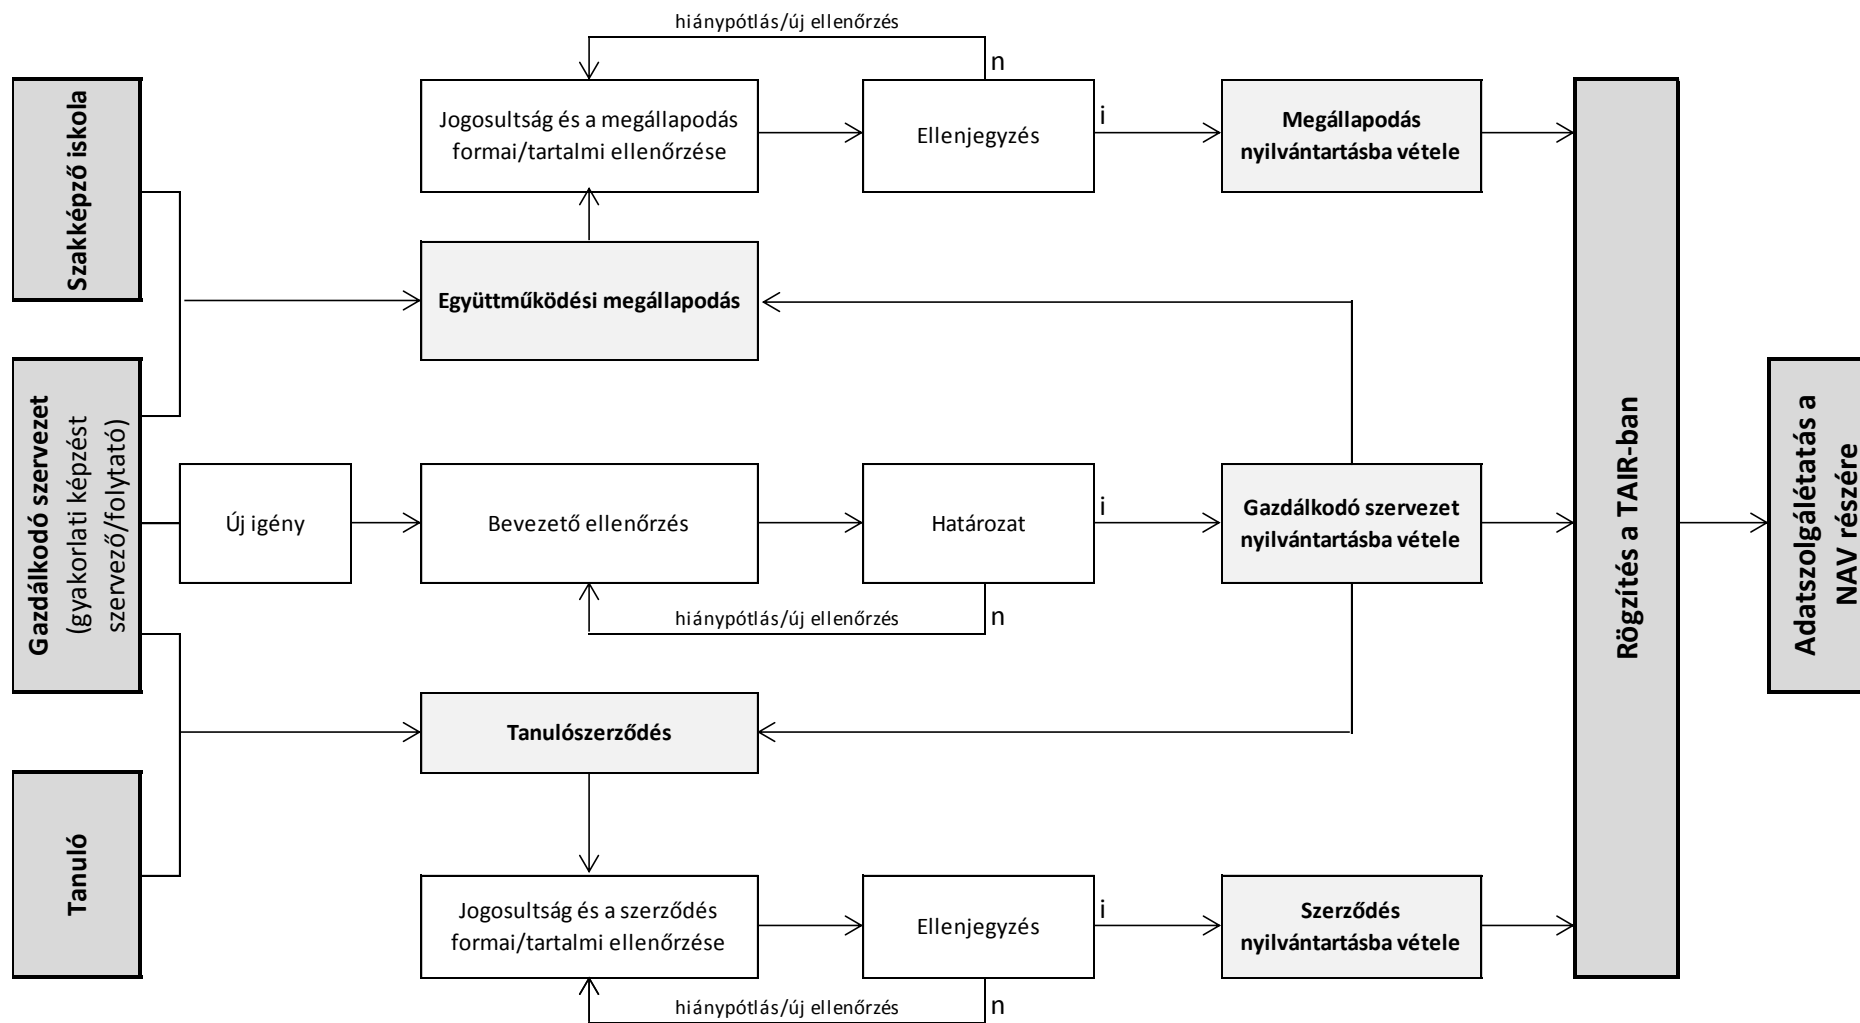 hiánypótlás/új ellenőrzés
n
Szakképző iskola
Jogosultság és a megállapodás
formai/tartalmi ellenőrzése
Ellenjegyzés
i
Megállapodás
nyilvántartásba vétele
Együttműködési megállapodás
Gazdálkodó szervezet
(gyakorlati képzést
szervező/folytató)
Új igény
Bevezető ellenőrzés
Határozat
i
Gazdálkodó szervezet
nyilvántartásba vétele
hiánypótlás/új ellenőrzés
n
Rögzítés a TAIR-ban
Adatszolgáltatás a
NAV részére
Tanulószerződés
Tanuló
Jogosultság és a szerződés
formai/tartalmi ellenőrzése
Ellenjegyzés
i
Szerződés
nyilvántartásba vétele
hiánypótlás/új ellenőrzés
n